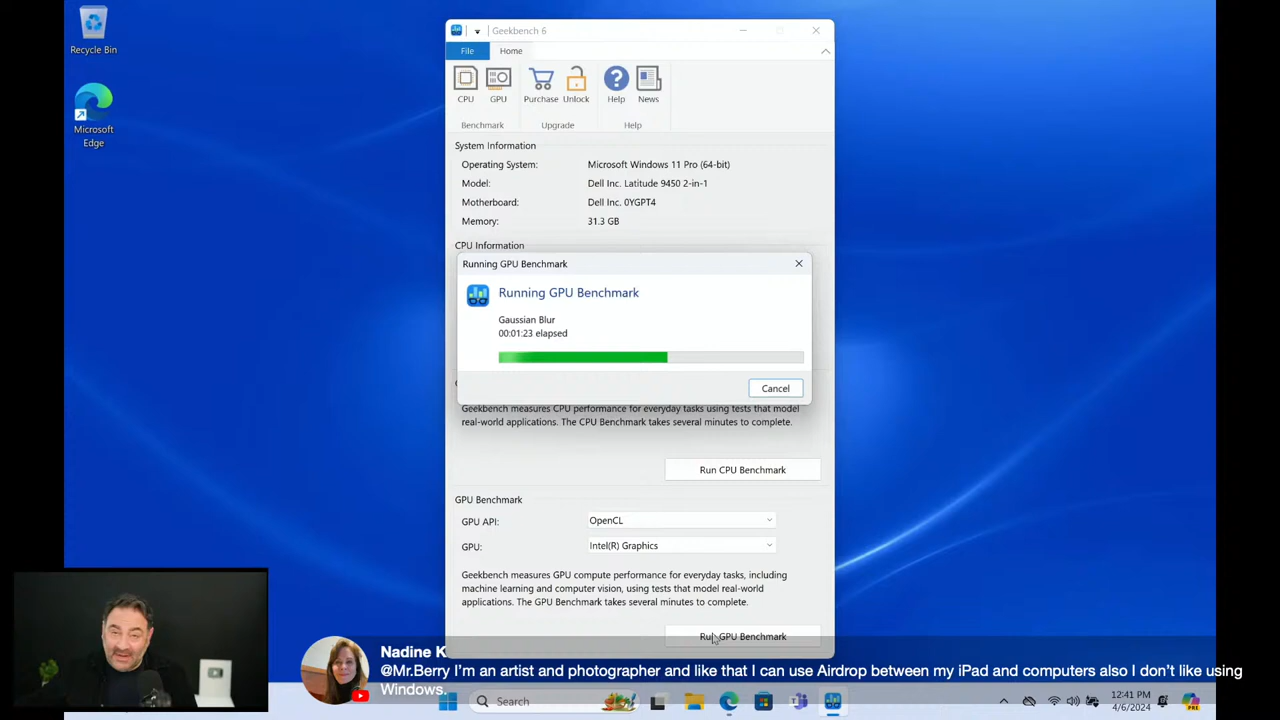 Recycle Bin
Microsoft
Edge
Geekbench 6
File Home
CPU GPU Purchase Unlock Help News
Benchmark Upgrade Help
System Information
Operating System: Microsoft Windows 11 Pro (64-bit)
Model: Dell Inc. Latitude 9450 2-in-1
Motherboard: Dell Inc. 0YGPT4
Memory: 31.3 GB
CPU Information
Running GPU Benchmark
Running GPU Benchmark
Gaussian Blur
00:01:23 elapsed
Cancel
Geekbench measures CPU performance for everyday tasks using tests that model
real-world applications. The CPU Benchmark takes several minutes to complete.
Run CPU Benchmark
GPU Benchmark
GPU API: OpenCL
GPU: Intel(R) Graphics
Geekbench measures GPU compute performance for everyday tasks, including
machine learning and computer vision, using tests that model real-world
applications. The GPU Benchmark takes several minutes to complete.
Run GPU Benchmark
Nadine K
@Mr.Berry I'm an artist and photographer and like that I can use Airdrop between my iPad and computers also I don't like using
Windows.
Search
12:41 PM
4/6/2024